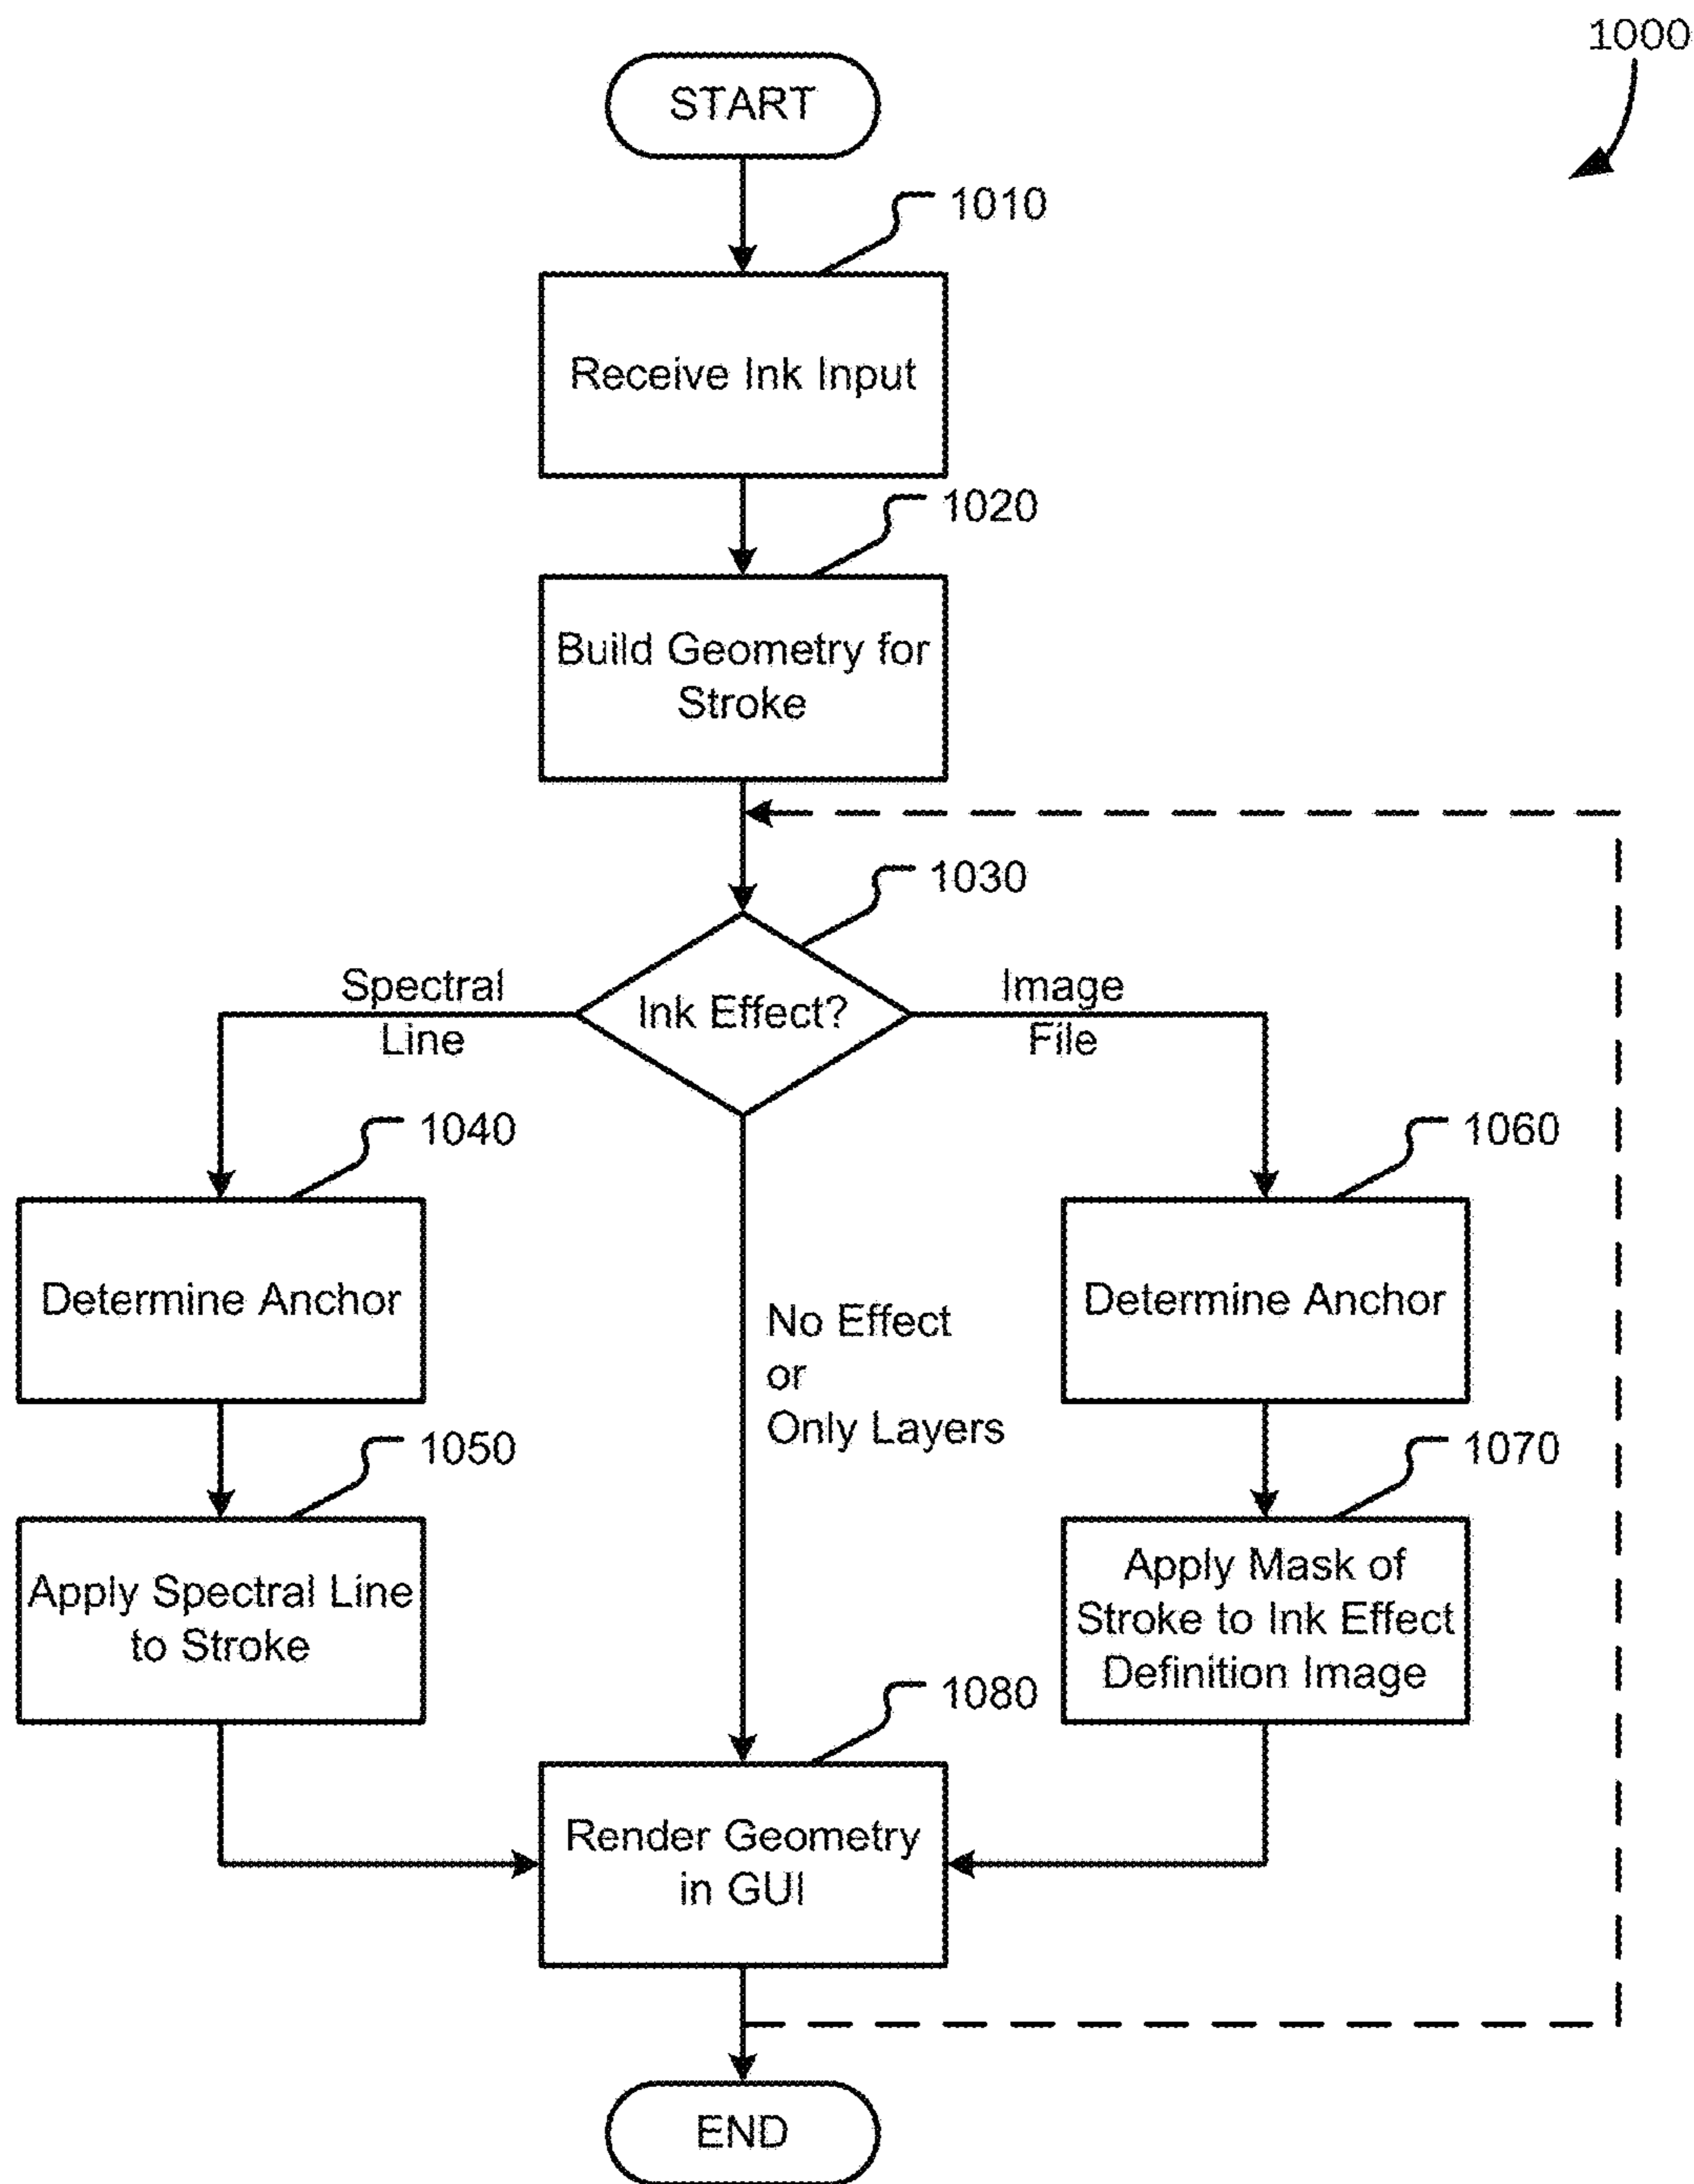 1000
START
1010
Receive Ink Input
1020
Build Geometry for
Stroke
1030
Ink Effect?
Spectral
Line
Image
File
1040
Determine Anchor
1060
Determine Anchor
No Effect
or
Only Layers
1050
Apply Spectral Line
to Stroke
1070
Apply Mask of
Stroke to Ink Effect
Definition Image
1080
Render Geometry
in GUI
END